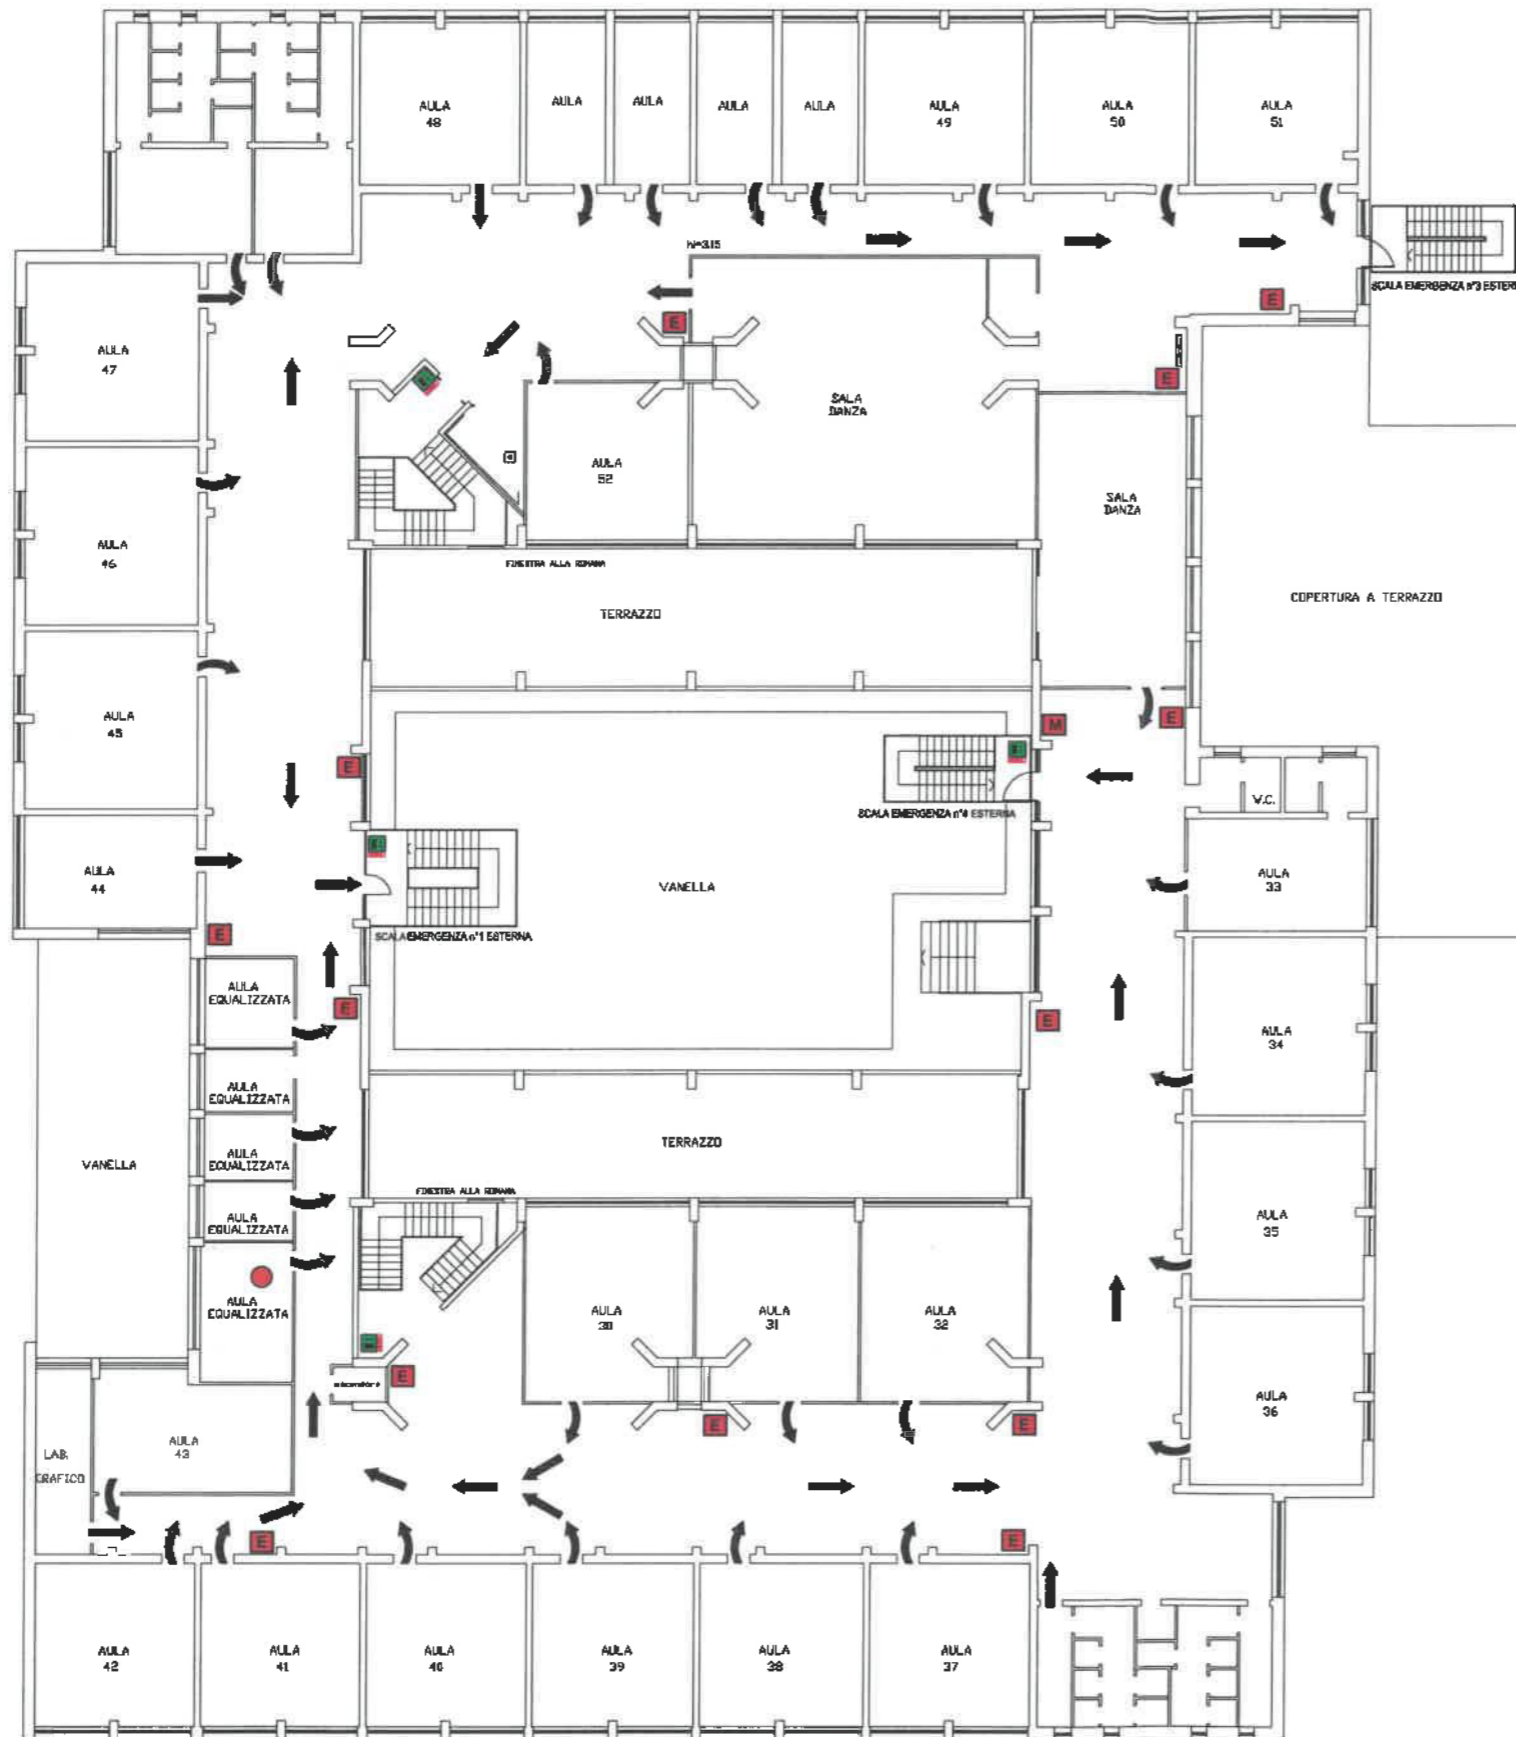 AULA
48
AULA
AULA
AULA
AULA
AULA
49
AULA
50
AULA
51
H=315
SCALA EMERGENZA n°3 ESTERN
E
E
AULA
47
E
SALA
DANZA
AULA
52
SALA
DANZA
AULA
46
FINESTRA ALLA ROMANA
COPERTURA A TERRAZZO
TERRAZZO
AULA
45
M
E
E
W.C.
SCALA EMERGENZA n°4 ESTERNA
AULA
44
VANELLA
AULA
33
E
SCALA EMERGENZA n°1 ESTERNA
AULA
EQUALIZZATA
E
E
AULA
34
AULA
EQUALIZZATA
TERRAZZO
AULA
EQUALIZZATA
VANELLA
FINESTRA ALLA ROMANA
AULA
EQUALIZZATA
AULA
35
AULA
EQUALIZZATA
AULA
30
AULA
31
AULA
32
E
AULA
36
E
E
AULA
43
LAB.
GRAFICO
E
E
AULA
42
AULA
41
AULA
40
AULA
39
AULA
38
AULA
37